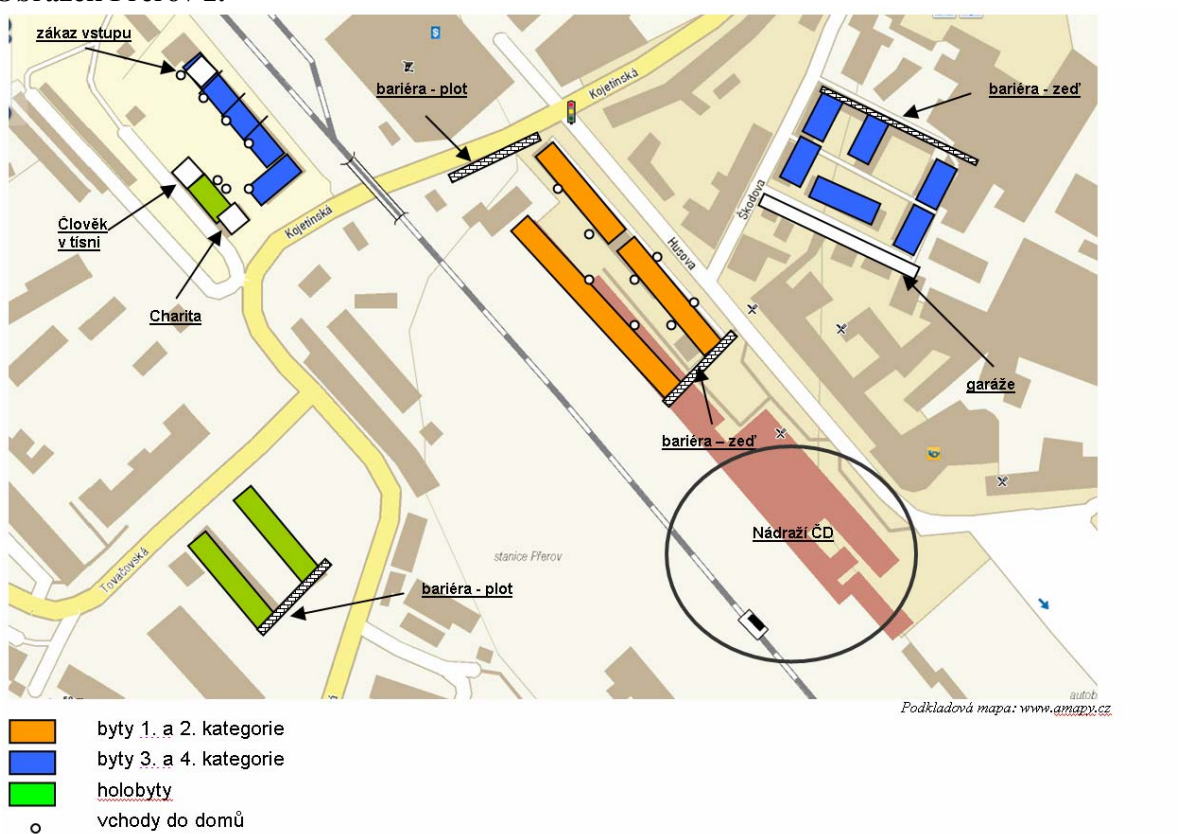 Obrázek Přerov 2:
zákaz vstupu
bariéra - plot
Kojetínská
bariéra - zeď
Člověk
v tísni
Kojetínská
Škodova
Husova
Charita
garáže
bariéra – zeď
Nádraží ČD
stanice Přerov
Tovačovská
bariéra - plot
autob
Podkladová mapa: www.amapy.cz
byty 1. a 2. kategorie
byty 3. a 4. kategorie
holobyty
vchody do domů